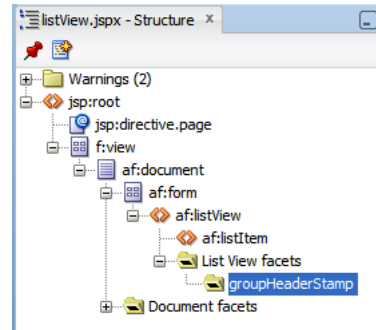 listView.jspx - Structure x
Warnings (2)
jsp:root
jsp:directive.page
f:view
af:document
af:form
af:listView
af:listItem
List View facets
groupHeaderStamp
Document facets